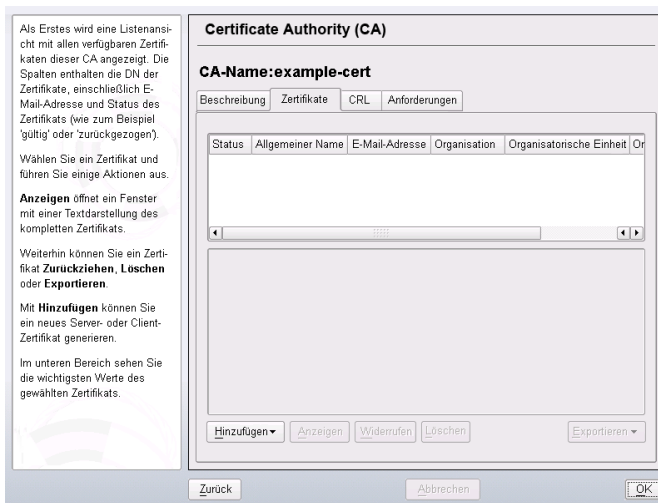 Als Erstes wird eine Listenansi-
cht mit allen verfügbaren Zertifi-
katen dieser CA angezeigt. Die
Spalten enthalten die DN der
Zertifikate, einschließlich E-
Mail-Adresse und Status des
Zertifikats (wie zum Beispiel
'gültig' oder 'zurückgezogen').
Wählen Sie ein Zertifikat und
führen Sie einige Aktionen aus.
Anzeigen öffnet ein Fenster
mit einer Textdarstellung des
kompletten Zertifikats.
Weiterhin können Sie ein Zerti-
fikat Zurückziehen, Löschen
oder Exportieren.
Mit Hinzufügen können Sie
ein neues Server- oder Client-
Zertifikat generieren.
Im unteren Bereich sehen Sie
die wichtigsten Werte des
gewählten Zertifikats.
Certificate Authority (CA)
CA-Name:example-cert
Beschreibung Zertifikate CRL Anforderungen
Status Allgemeiner Name E-Mail-Adresse Organisation Organisatorische Einheit Or
Hinzufügen Anzeigen Widerrufen Löschen Exportieren
Zurück Abbrechen OK